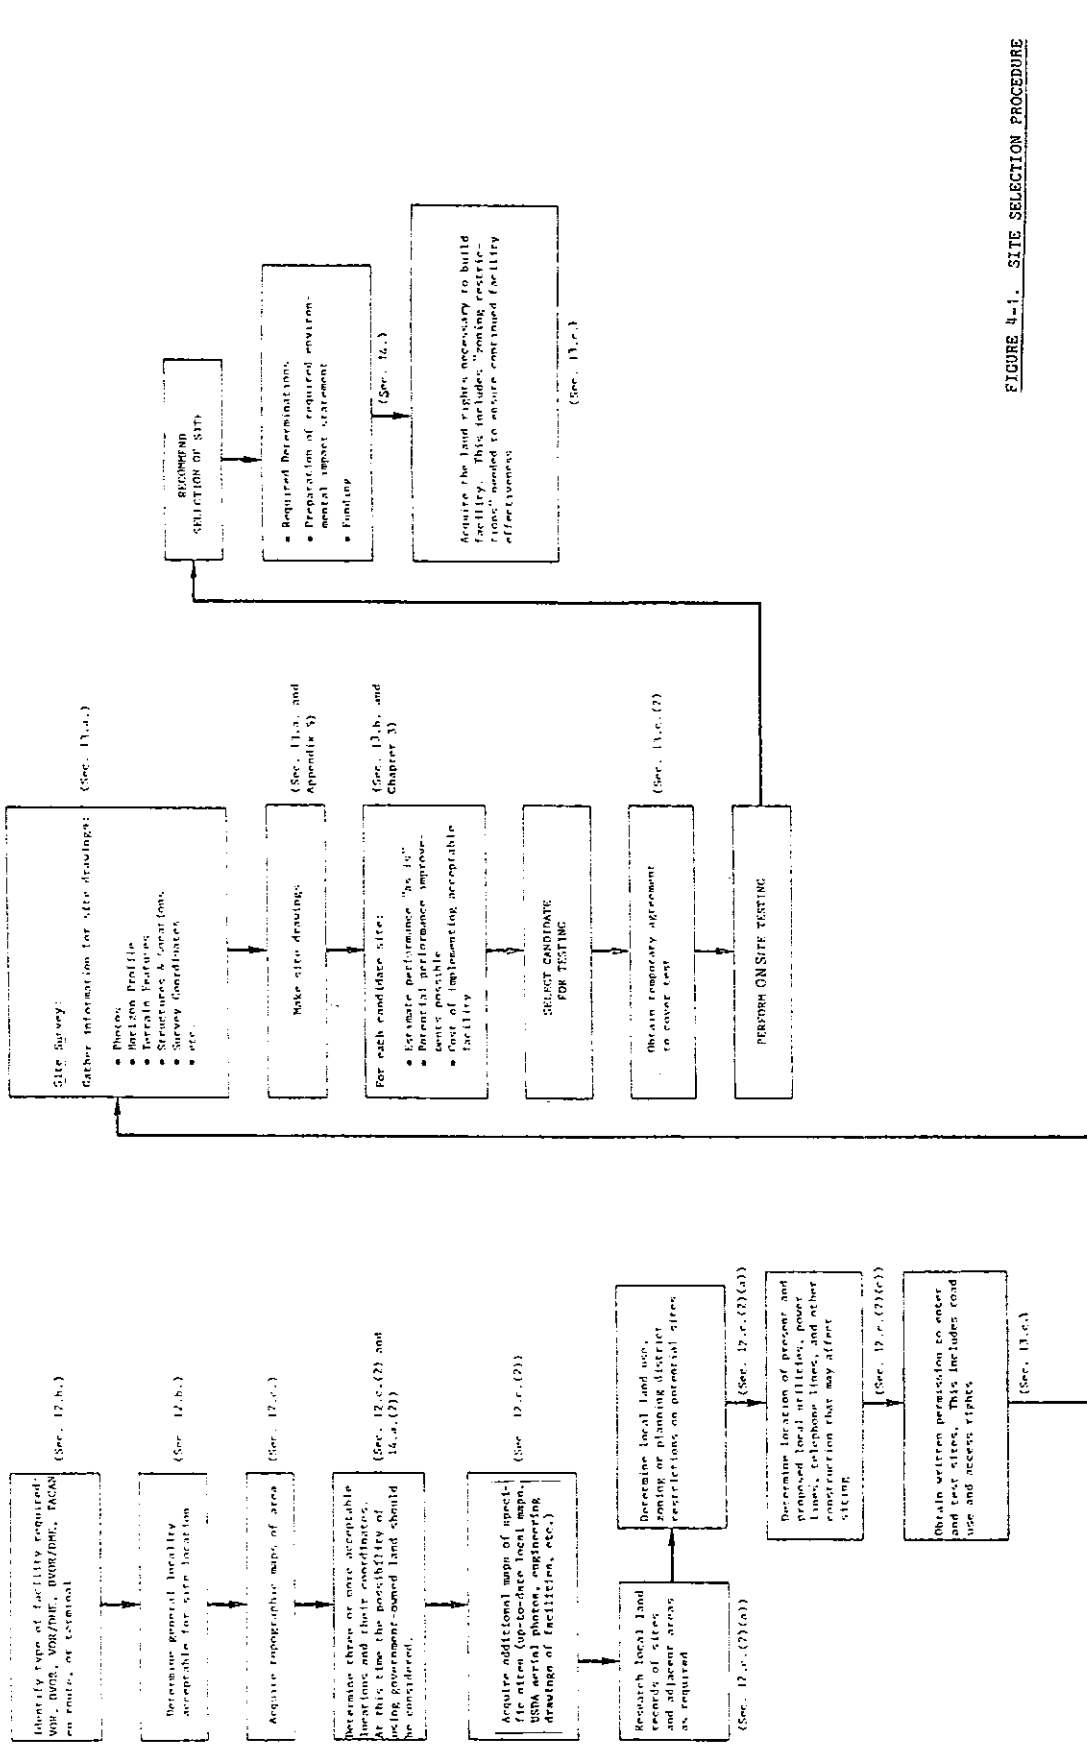 Identify type of facility required:
VOR, DVOR, VOR/DME, DVOR/DME, TACAN
en route, or terminal
(Sec. 12.b.)
Determine general locality
acceptable for site location
(Sec. 12.b.)
Acquire topographic maps of area
(Sec. 12.c.)
Determine three or more acceptable
locations and their coordinates.
At this time the possibility of
using government-owned land should
be considered.
(Sec. 12.c.(2) and
14.a.(2))
Acquire additional maps of speci-
fic sites (up-to-date local maps,
USDA aerial photos, engineering
drawings of facilities, etc.)
(Sec. 12.c.(2))
Research local land
records of sites
and adjacent areas
as required
(Sec. 12.c.(2)(a))
Determine local land use,
zoning or planning district
restrictions on potential sites
(Sec. 12.c.(2)(a))
Determine location of present and
proposed local utilities, power
lines, telephone lines, and other
construction that may affect
siting
(Sec. 12.c.(2)(c))
Obtain written permission to enter
and test sites. This includes road
use and access rights
(Sec. 13.c.)
Site Survey:
Gather information for site drawings:
• Photos
• Horizon Profile
• Terrain Features
• Structures & Locations
• Survey Coordinates
• etc.
(Sec. 13.a.)
Make site drawings
(Sec. 13.a. and
Appendix 5)
For each candidate site:
• Estimate performance "as is"
• Potential performance improve-
ments possible
• Cost of implementing acceptable
facility
(Sec. 13.b. and
Chapter 3)
SELECT CANDIDATE
FOR TESTING
Obtain temporary agreement
to cover test
(Sec. 13.c.(2)
PERFORM ON SITE TESTING
RECOMMEND
SELECTION OF SITE
• Required Determinations
• Preparation of required environ-
mental impact statement
• Funding
(Sec. 14.)
Acquire the land rights necessary to build
facility. This includes "zoning restric-
tions" needed to ensure continued facility
effectiveness
(Sec. 13.c.)
FIGURE 4-1. SITE SELECTION PROCEDURE